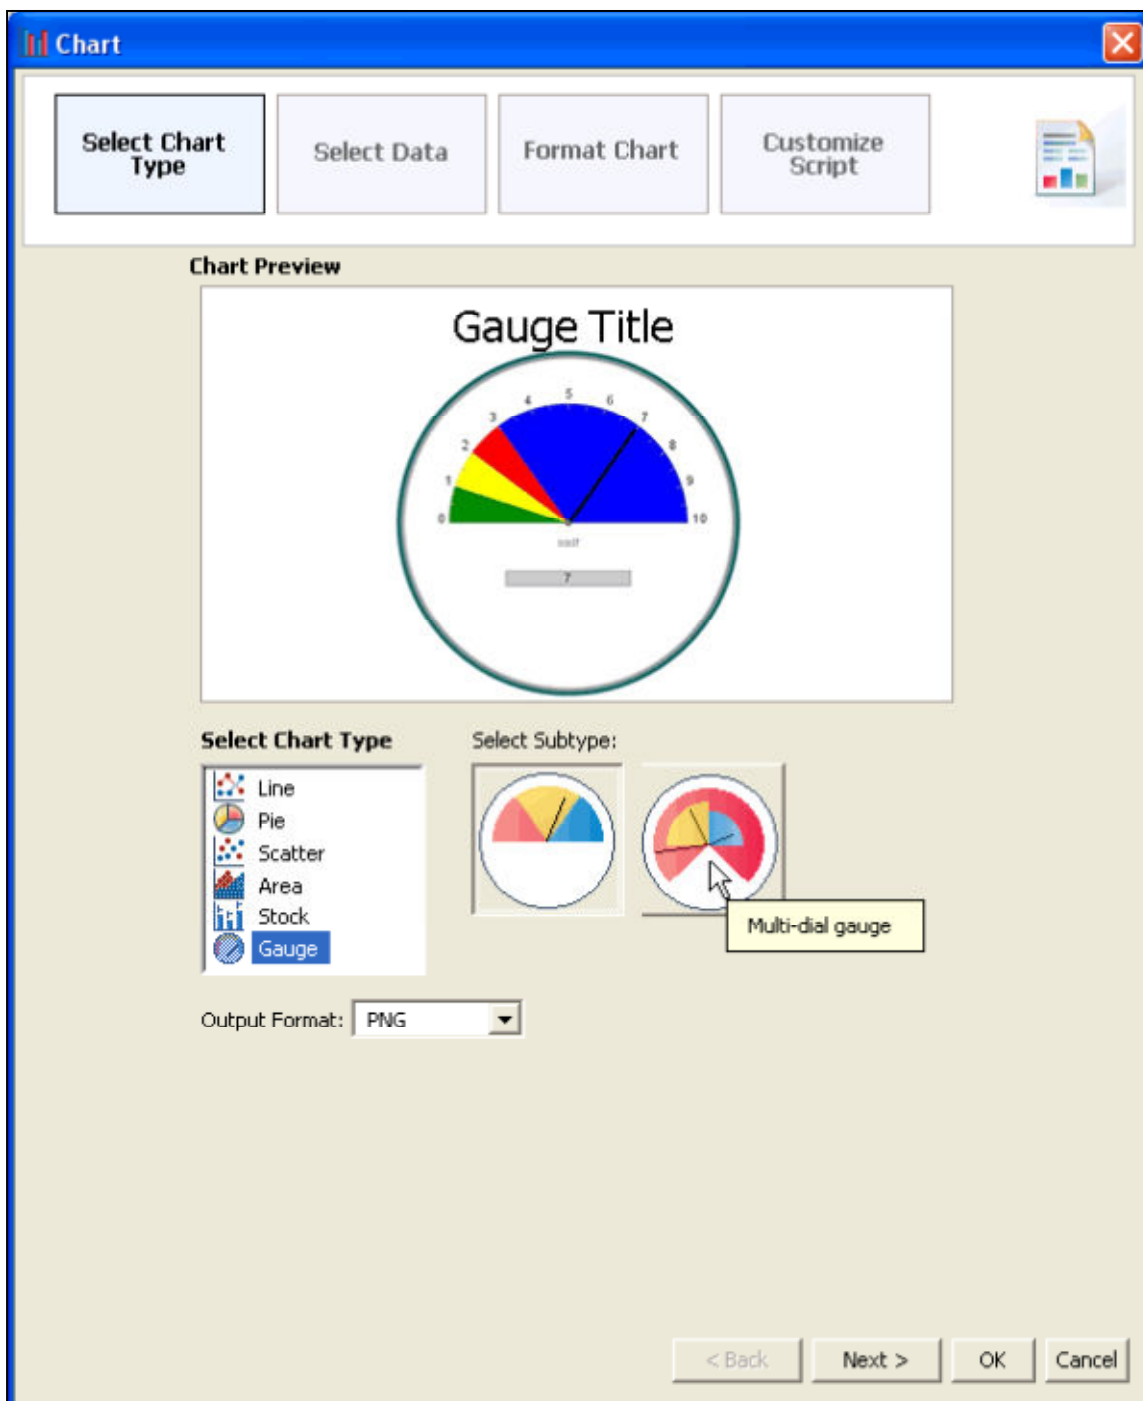 Chart
Select Chart
Type
Select Data
Format Chart
Customize
Script
Chart Preview
Gauge Title
0
1
2
3
4
5
6
7
8
9
10
7
Select Chart Type
Select Subtype:
Line
Pie
Scatter
Area
Stock
Gauge
Multi-dial gauge
Output Format:
PNG
< Back
Next >
OK
Cancel